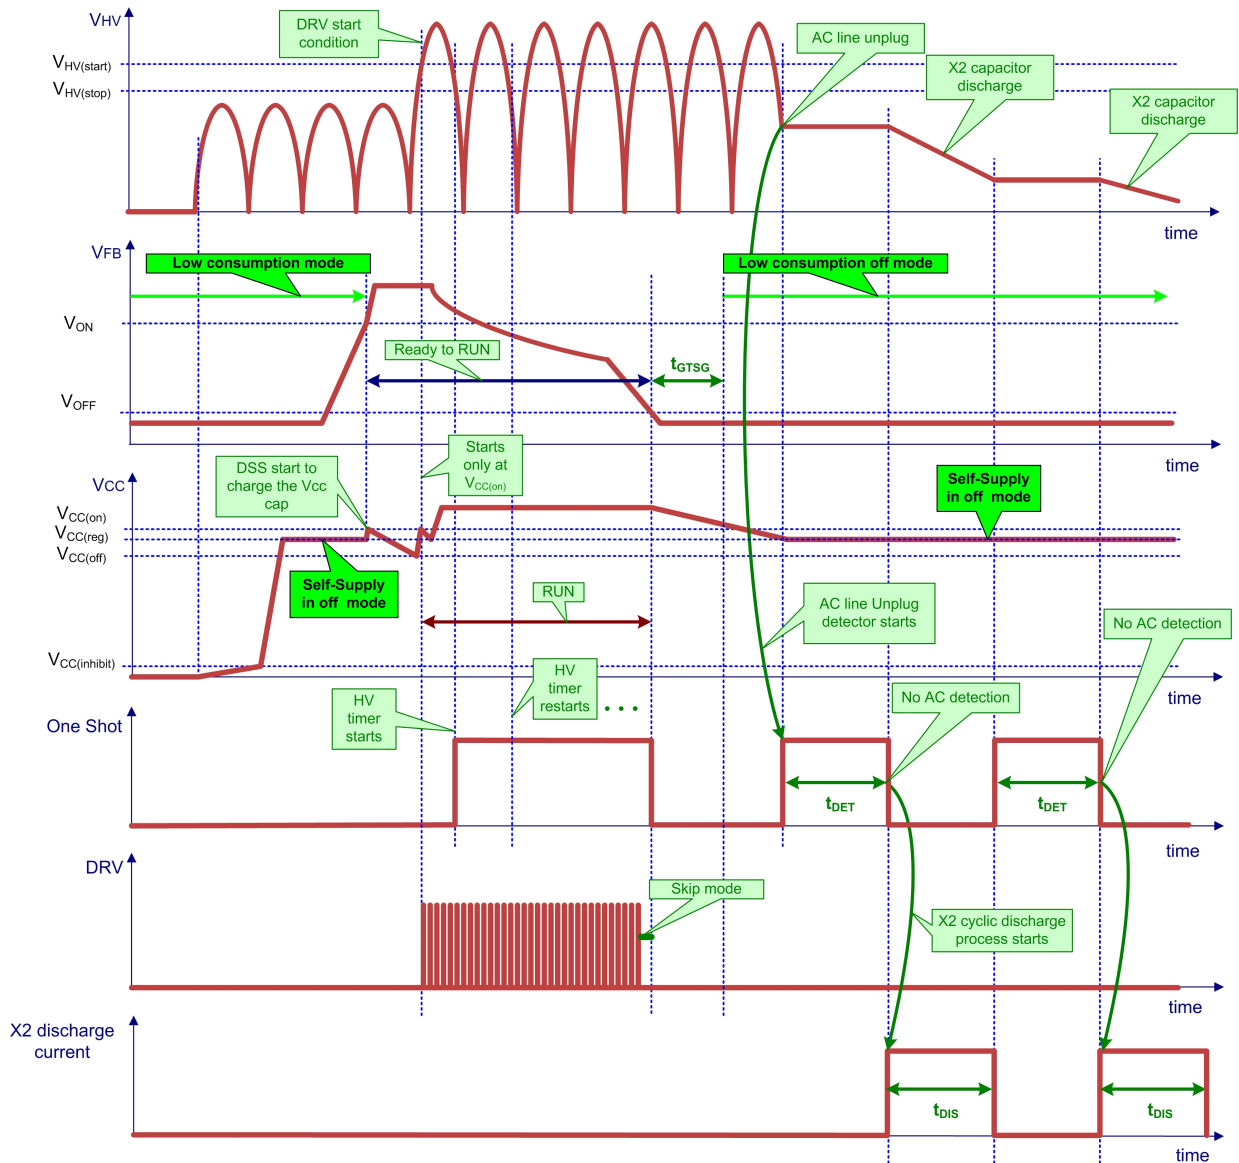 VHV
DRV start
condition
AC line unplug
VHV(start)
VHV(stop)
X2 capacitor
discharge
X2 capacitor
discharge
time
VFB
Low consumption mode
Low consumption off mode
VON
Ready to RUN
tGTSG
VOFF
time
VCC
DSS start to
charge the Vcc
cap
Starts
only at
VCC(on)
Self-Supply
in off mode
VCC(on)
VCC(reg)
VCC(off)
Self-Supply
in off mode
RUN
AC line Unplug
detector starts
No AC detection
VCC(inhibit)
HV
timer
restarts
time
One Shot
HV
timer
starts
. . .
No AC detection
tDET
tDET
time
DRV
Skip mode
X2 cyclic discharge
process starts
time
X2 discharge
current
tDIS
tDIS
time